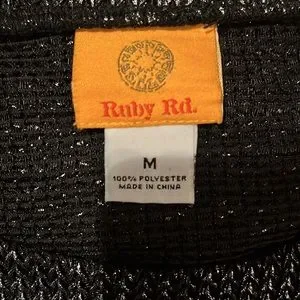 Ruby Rd.
M
100% POLYESTER
MADE IN CHINA